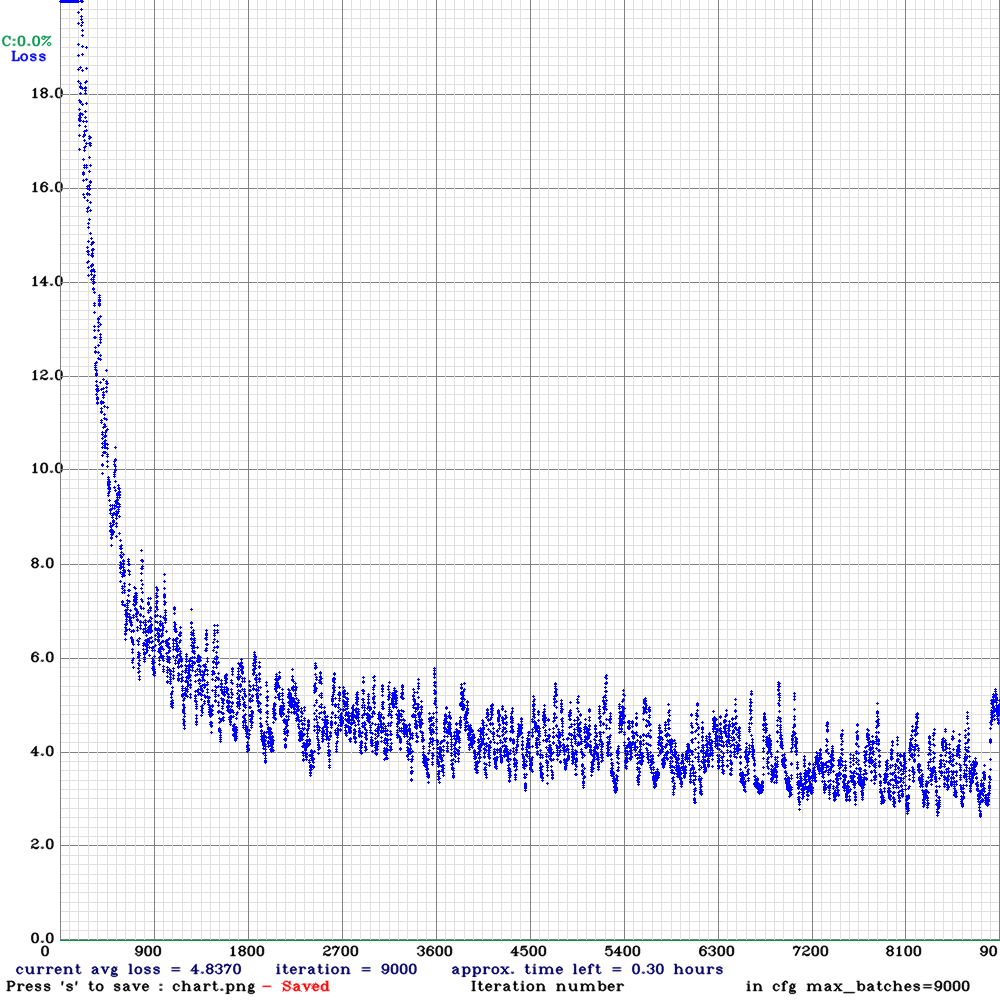 C:0.0%
Loss
18.0
16.0
14.0
12.0
10.0
8.0
6.0
4.0
2.0
0.0
0 900 1800 2700 3600 4500 5400 6300 7200 8100 90
current avg loss = 4.8370 iteration = 9000 approx. time left = 0.30 hours
Press 's' to save : chart.png - Saved Iteration number in cfg max_batches=9000